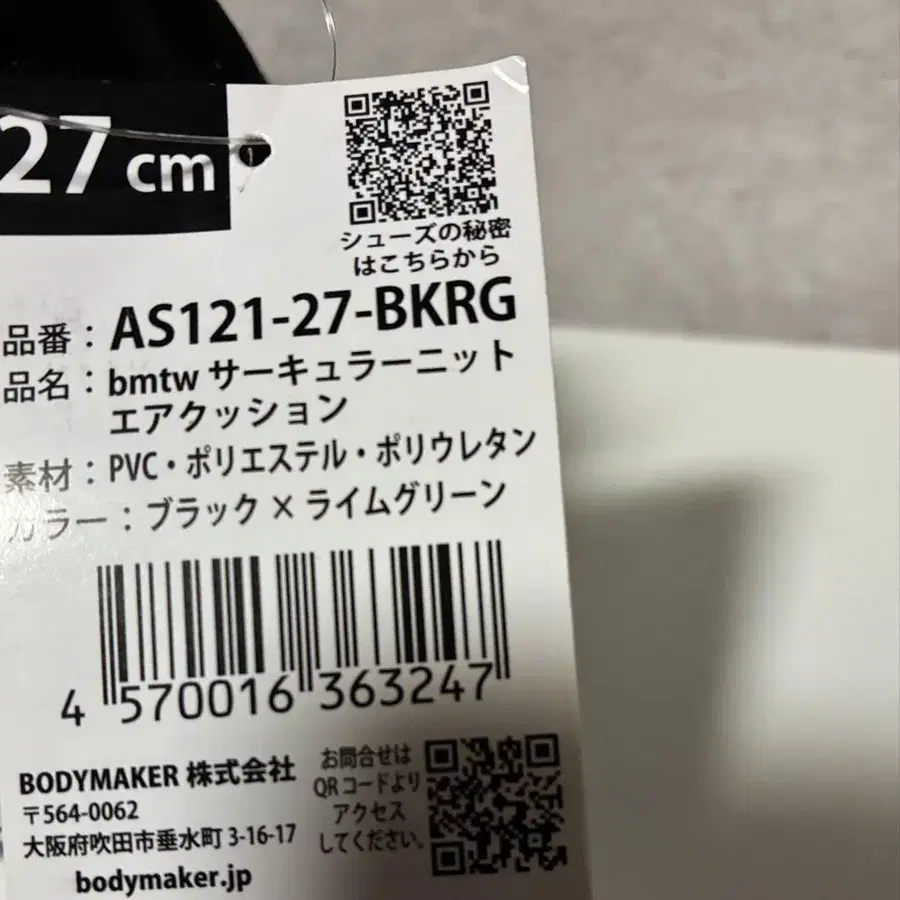 27 cm
シューズの秘密
はこちらから
品番：AS121-27-BKRG
品名：bmtw サーキュラーニット
エアクッション
素材：PVC・ポリエステル・ポリウレタン
カラー：ブラック×ライムグリーン
4 570016 363247
BODYMAKER 株式会社
〒564-0062
大阪府吹田市垂水町 3-16-17
bodymaker.jp
お問合せは
QRコードより
アクセス
してください。